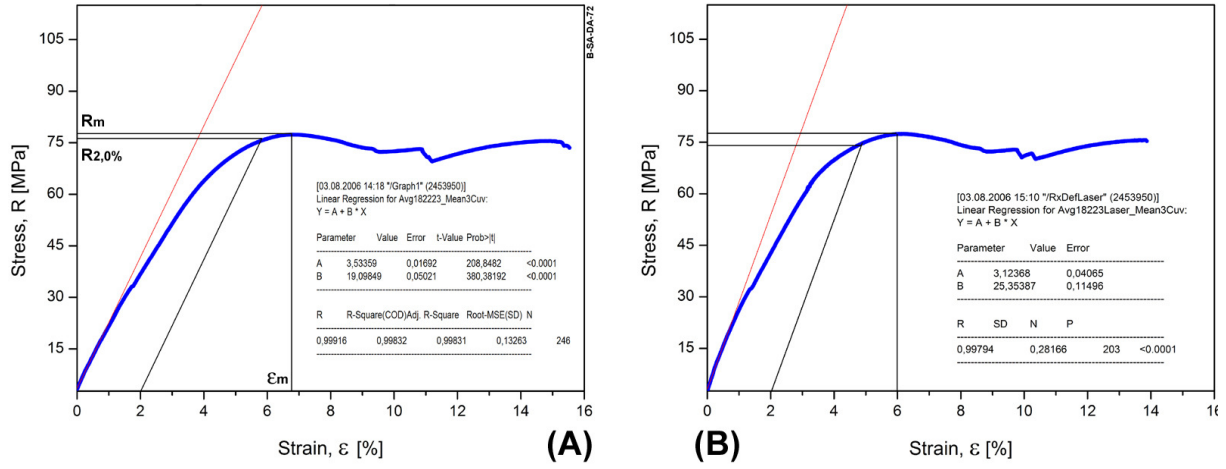 105
90
75
60
45
30
15
Stress, R [MPa]
Rm
R2,0%
B-SA-DA-72
[03.08.2006 14:18 "/Graph1" (2453950)]
Linear Regression for Avg182223_Mean3Cuv:
Y = A + B * X
Parameter Value Error t-Value Prob>|t|
A 3,53359 0,01692 208,8482 <0.0001
B 19,09849 0,05021 380,38192 <0.0001
R R-Square(COD)Adj. R-Square Root-MSE(SD) N
0,99916 0,99832 0,99831 0,13263 246
εm
0 2 4 6 8 10 12 14 16
Strain, ε [%]
(A)
105
90
75
60
45
30
15
Stress, R [MPa]
[03.08.2006 15:10 "/RxDefLaser" (2453950)]
Linear Regression for Avg18223Laser_Mean3Cuv:
Y = A + B * X
Parameter Value Error
A 3,12368 0,04065
B 25,35387 0,11496
R SD N P
0,99794 0,28166 203 <0.0001
0 2 4 6 8 10 12 14 16
Strain, ε [%]
(B)